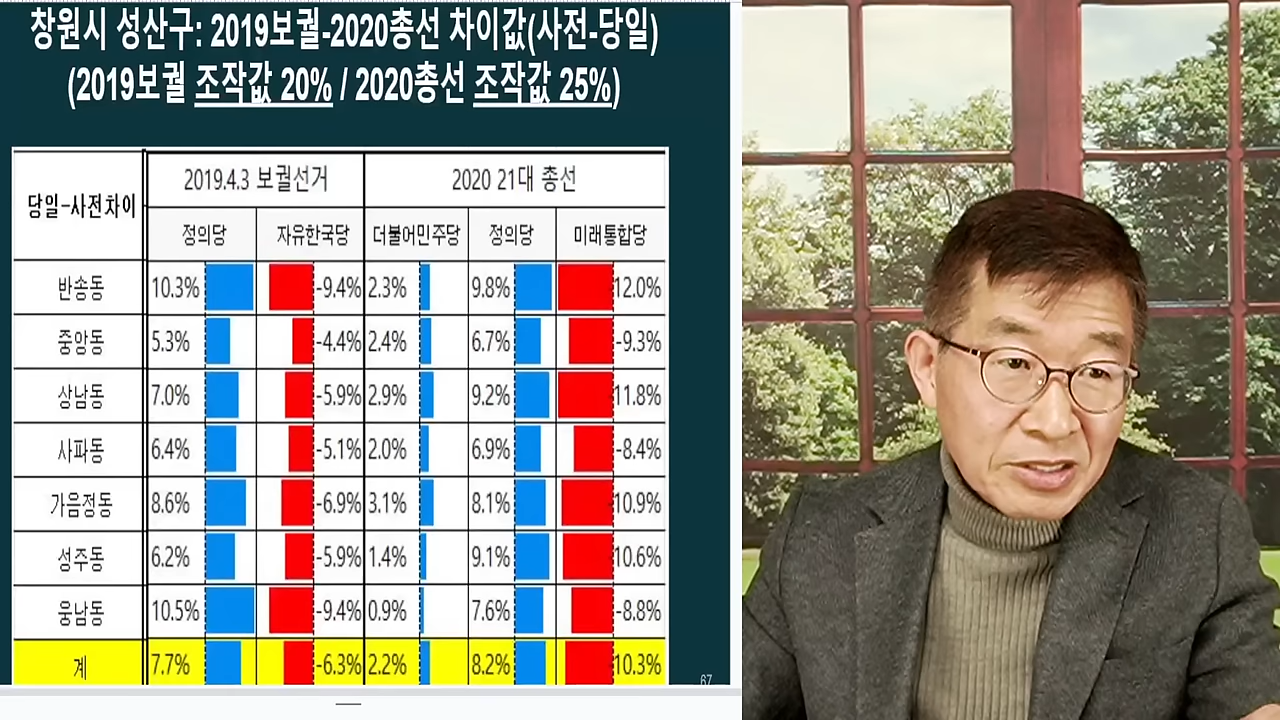 창원시 성산구: 2019보궐-2020총선 차이값(사전-당일)
(2019보궐 조작값 20% / 2020총선 조작값 25%)
당일-사전차이 2019.4.3 보궐선거 2020 21대 총선
정의당 자유한국당 더불어민주당 정의당 미래통합당
반송동 10.3% -9.4% 2.3% 9.8% 12.0%
중앙동 5.3% -4.4% 2.4% 6.7% -9.3%
상남동 7.0% -5.9% 2.9% 9.2% 11.8%
사파동 6.4% -5.1% 2.0% 6.9% -8.4%
가음정동 8.6% -6.9% 3.1% 8.1% 10.9%
성주동 6.2% -5.9% 1.4% 9.1% 10.6%
웅남동 10.5% -9.4% 0.9% 7.6% -8.8%
계 7.7% -6.3% 2.2% 8.2% 10.3%
67